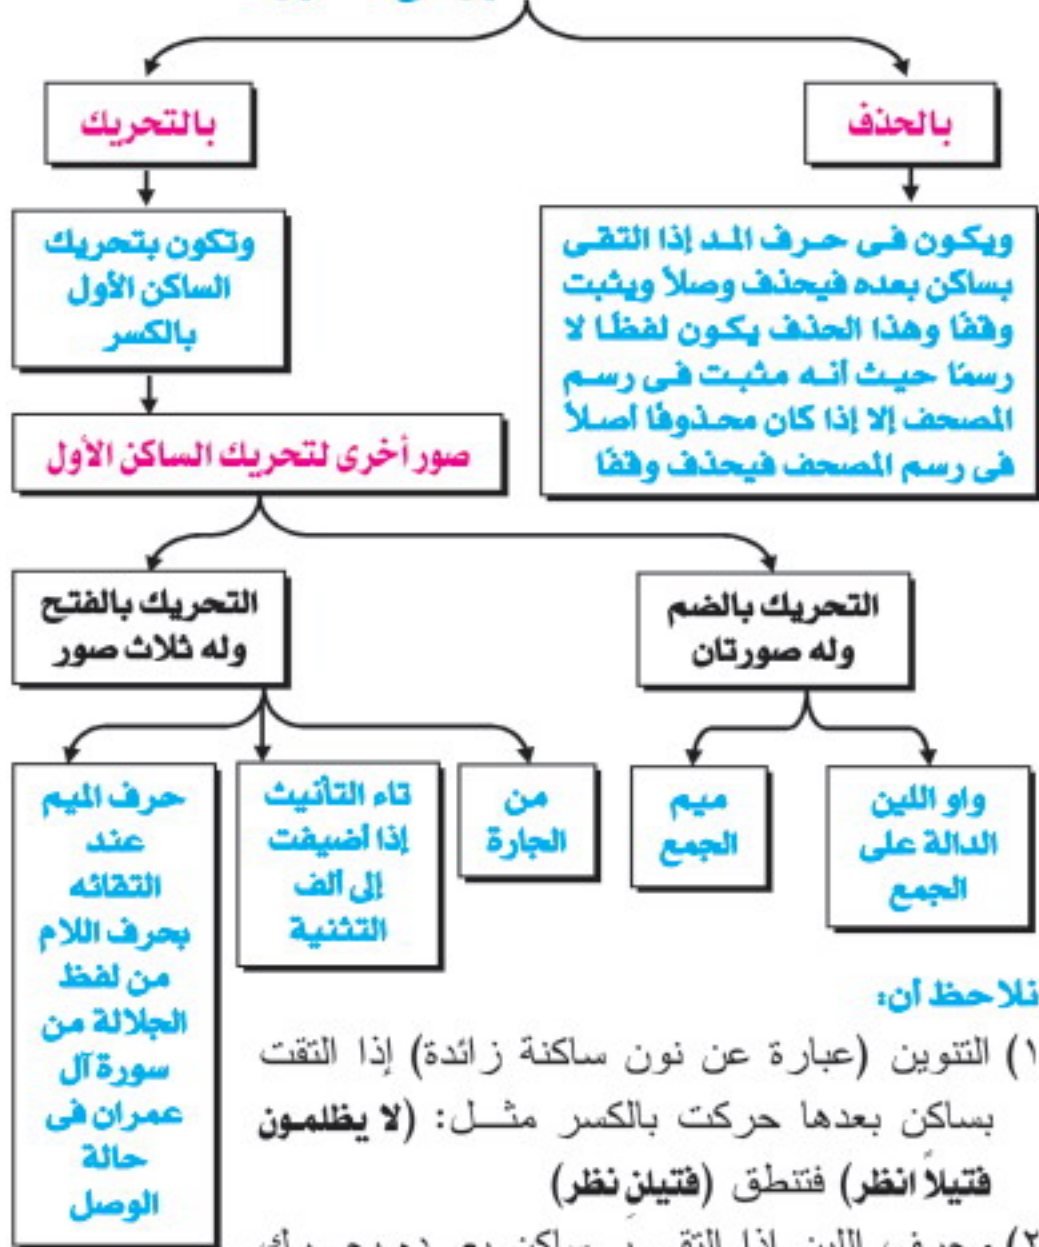 بالحذف
بالتحريك
ويكون فى حرف المد إذا التقى
بساكن بعده فيحذف وصلاً ويثبت
وقفًا وهذا الحذف يكون لفظًا لا
رسمًا حيث أنه مثبت فى رسم
المصحف إلا إذا كان محذوفًا أصلاً
فى رسم المصحف فيحذف وقفًا
وتكون بتحريك
الساكن الأول
بالكسر
صور أخرى لتحريك الساكن الأول
التحريك بالضم
وله صورتان
التحريك بالفتح
وله ثلاث صور
واو اللين
الدالة على
الجمع
ميم
الجمع
من
الجارة
تاء التأنيث
إذا أضيفت
إلى ألف
التثنية
حرف الميم
عند
التقائه
بحرف اللام
من لفظ
الجلالة من
سورة آل
عمران فى
حالة
الوصل
نلاحظ أن:
١) التنوين (عبارة عن نون ساكنة زائدة) إذا التقت
بساكن بعدها حركت بالكسر مثل: (لا يظلمون
فتيلاً انظر) فتنطق (فتيلنِ نظر)